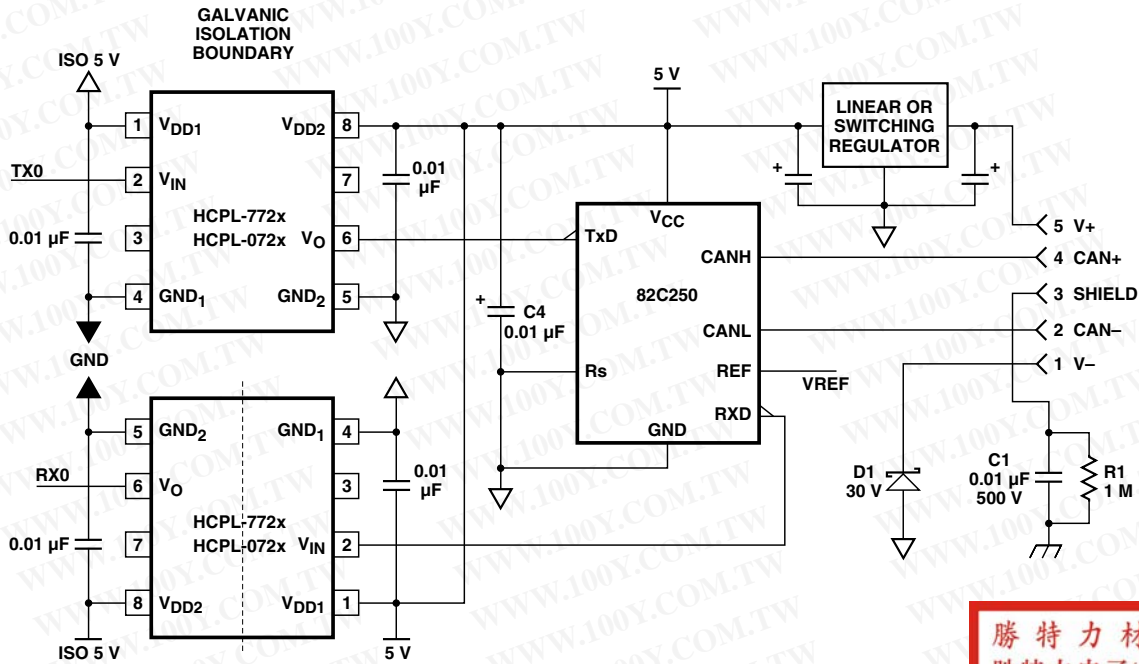 GALVANIC
ISOLATION
BOUNDARY
ISO 5 V
1 VDD1
VDD2 8
TX0
2 VIN
7
0.01 µF
3
HCPL-772x
HCPL-072x
VO 6
4 GND1
GND2 5
0.01
µF
GND
5 GND2
GND1 4
RX0
6 VO
3
0.01
µF
HCPL-772x
HCPL-072x
0.01 µF
7
VIN 2
8 VDD2
VDD1 1
ISO 5 V
5 V
5 V
+
C4
0.01 µF
VCC
TxD
CANH
82C250
CANL
Rs
REF
VREF
RXD
GND
LINEAR OR
SWITCHING
REGULATOR
+
+
5 V+
4 CAN+
3 SHIELD
2 CAN–
1 V–
D1
30 V
C1
0.01 µF
500 V
R1
1 M
WWW.100Y.COM.TW
勝 特 力 材